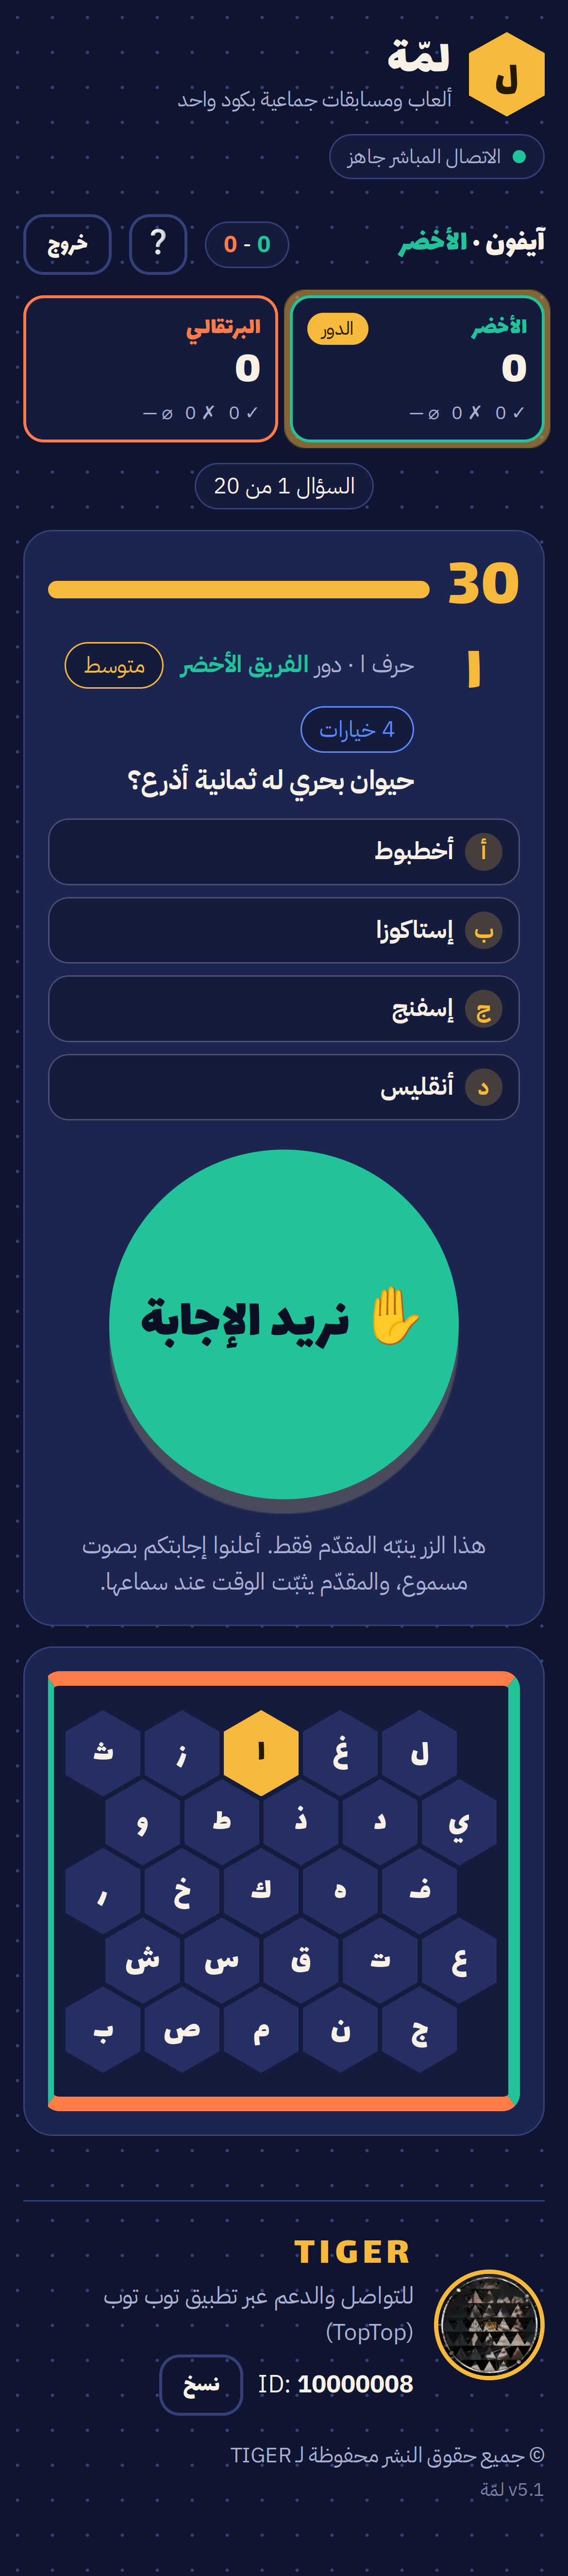 ل
لمّة
ألعاب ومسابقات جماعية بكود واحد
الاتصال المباشر جاهز
آيفون · الأخضر
0 - 0
❔
خروج
الأخضر
الدور
0
✓ 0 ✗ 0 ⌀ —
البرتقالي
0
✓ 0 ✗ 0 ⌀ —
السؤال 1 من 20
30
ا
حرف ا · دور الفريق الأخضر
متوسط
4 خيارات
حيوان بحري له ثمانية أذرع؟
أ أخطبوط
ب إستاكوزا
ج إسفنج
د أنقليس
✋ نريد الإجابة
هذا الزر ينبّه المقدّم فقط. أعلنوا إجابتكم بصوت
مسموع، والمقدّم يثبّت الوقت عند سماعها.
ل غ ا ز ث
ي د ذ ط و
ف ه ك خ ر
ع ت ق س ش
ج ن م ص ب
TIGER
للتواصل والدعم عبر تطبيق توب توب
(TopTop)
ID: 10000008
نسخ
© جميع حقوق النشر محفوظة لـ TIGER
لمّة v5.1